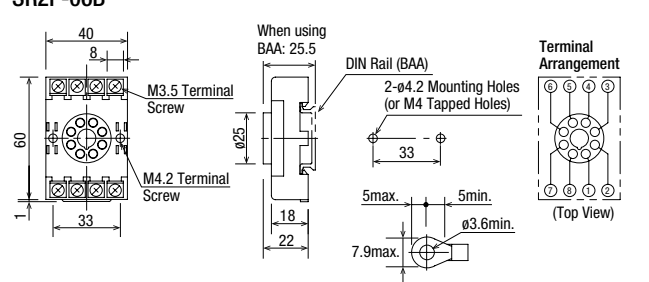 40
8
M3.5 Terminal
Screw
60
M4.2 Terminal
Screw
1
33
When using
BAA: 25.5
DIN Rail (BAA)
ø25
18
22
2-ø4.2 Mounting Holes
(or M4 Tapped Holes)
33
5max.
5min.
ø3.6min.
7.9max.
Terminal
Arrangement
6 5 4 3
7 8 1 2
(Top View)